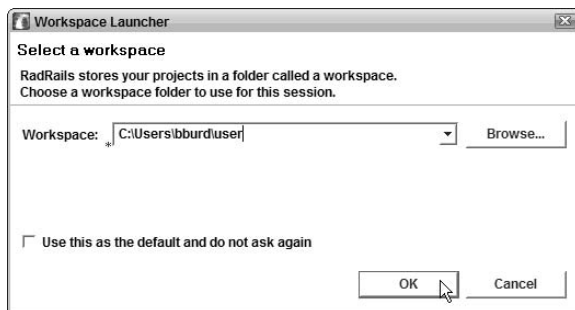 Workspace Launcher
Select a workspace
RadRails stores your projects in a folder called a workspace.
Choose a workspace folder to use for this session.
Workspace: * C:\Users\bburd\user Browse...
Use this as the default and do not ask again
OK Cancel